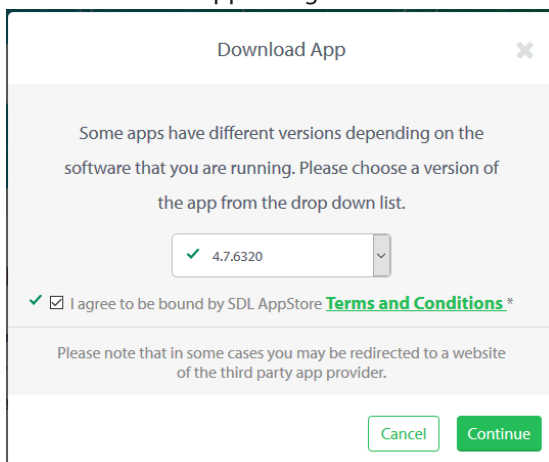 Download App
Some apps have different versions depending on the
software that you are running. Please choose a version of
the app from the drop down list.
4.7.6320
I agree to be bound by SDL AppStore Terms and Conditions *
Please note that in some cases you may be redirected to a website
of the third party app provider.
Cancel Continue